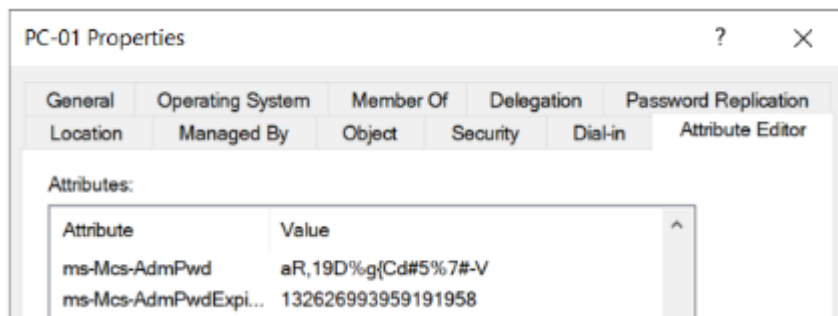 PC-01 Properties ?
General Operating System Member Of Delegation Password Replication
Location Managed By Object Security Dial-in Attribute Editor
Attributes:
Attribute Value
ms-Mcs-AdmPwd aR,19D%g{Cd#5%7#-V
ms-Mcs-AdmPwdExpi... 132626993959191958